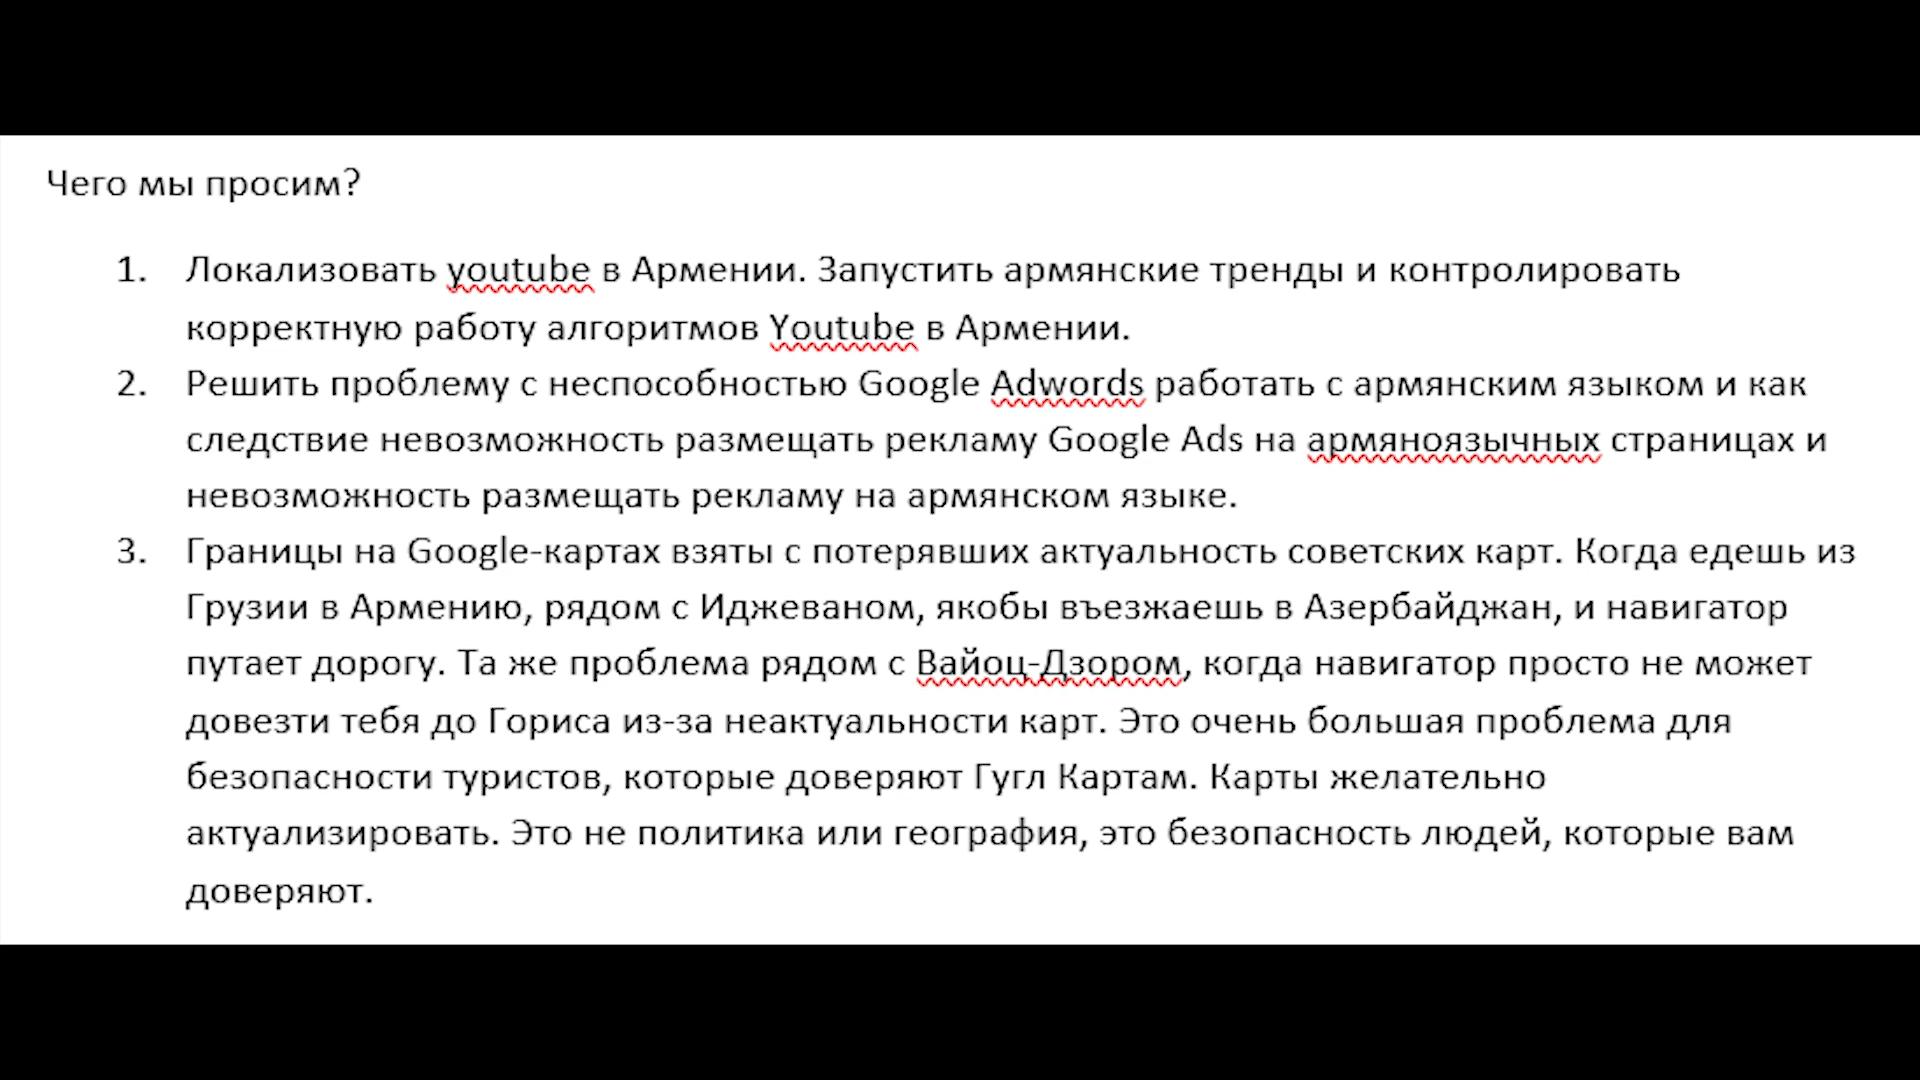 Чего мы просим?
1. Локализовать youtube в Армении. Запустить армянские тренды и контролировать
корректную работу алгоритмов Youtube в Армении.
2. Решить проблему с неспособностью Google Adwords работать с армянским языком и как
следствие невозможность размещать рекламу Google Ads на армяноязычных страницах и
невозможность размещать рекламу на армянском языке.
3. Границы на Google-картах взяты с потерявших актуальность советских карт. Когда едешь из
Грузии в Армению, рядом с Иджеваном, якобы въезжаешь в Азербайджан, и навигатор
путает дорогу. Та же проблема рядом с Вайоц-Дзором, когда навигатор просто не может
довезти тебя до Гориса из-за неактуальности карт. Это очень большая проблема для
безопасности туристов, которые доверяют Гугл Картам. Карты желательно
актуализировать. Это не политика или география, это безопасность людей, которые вам
доверяют.